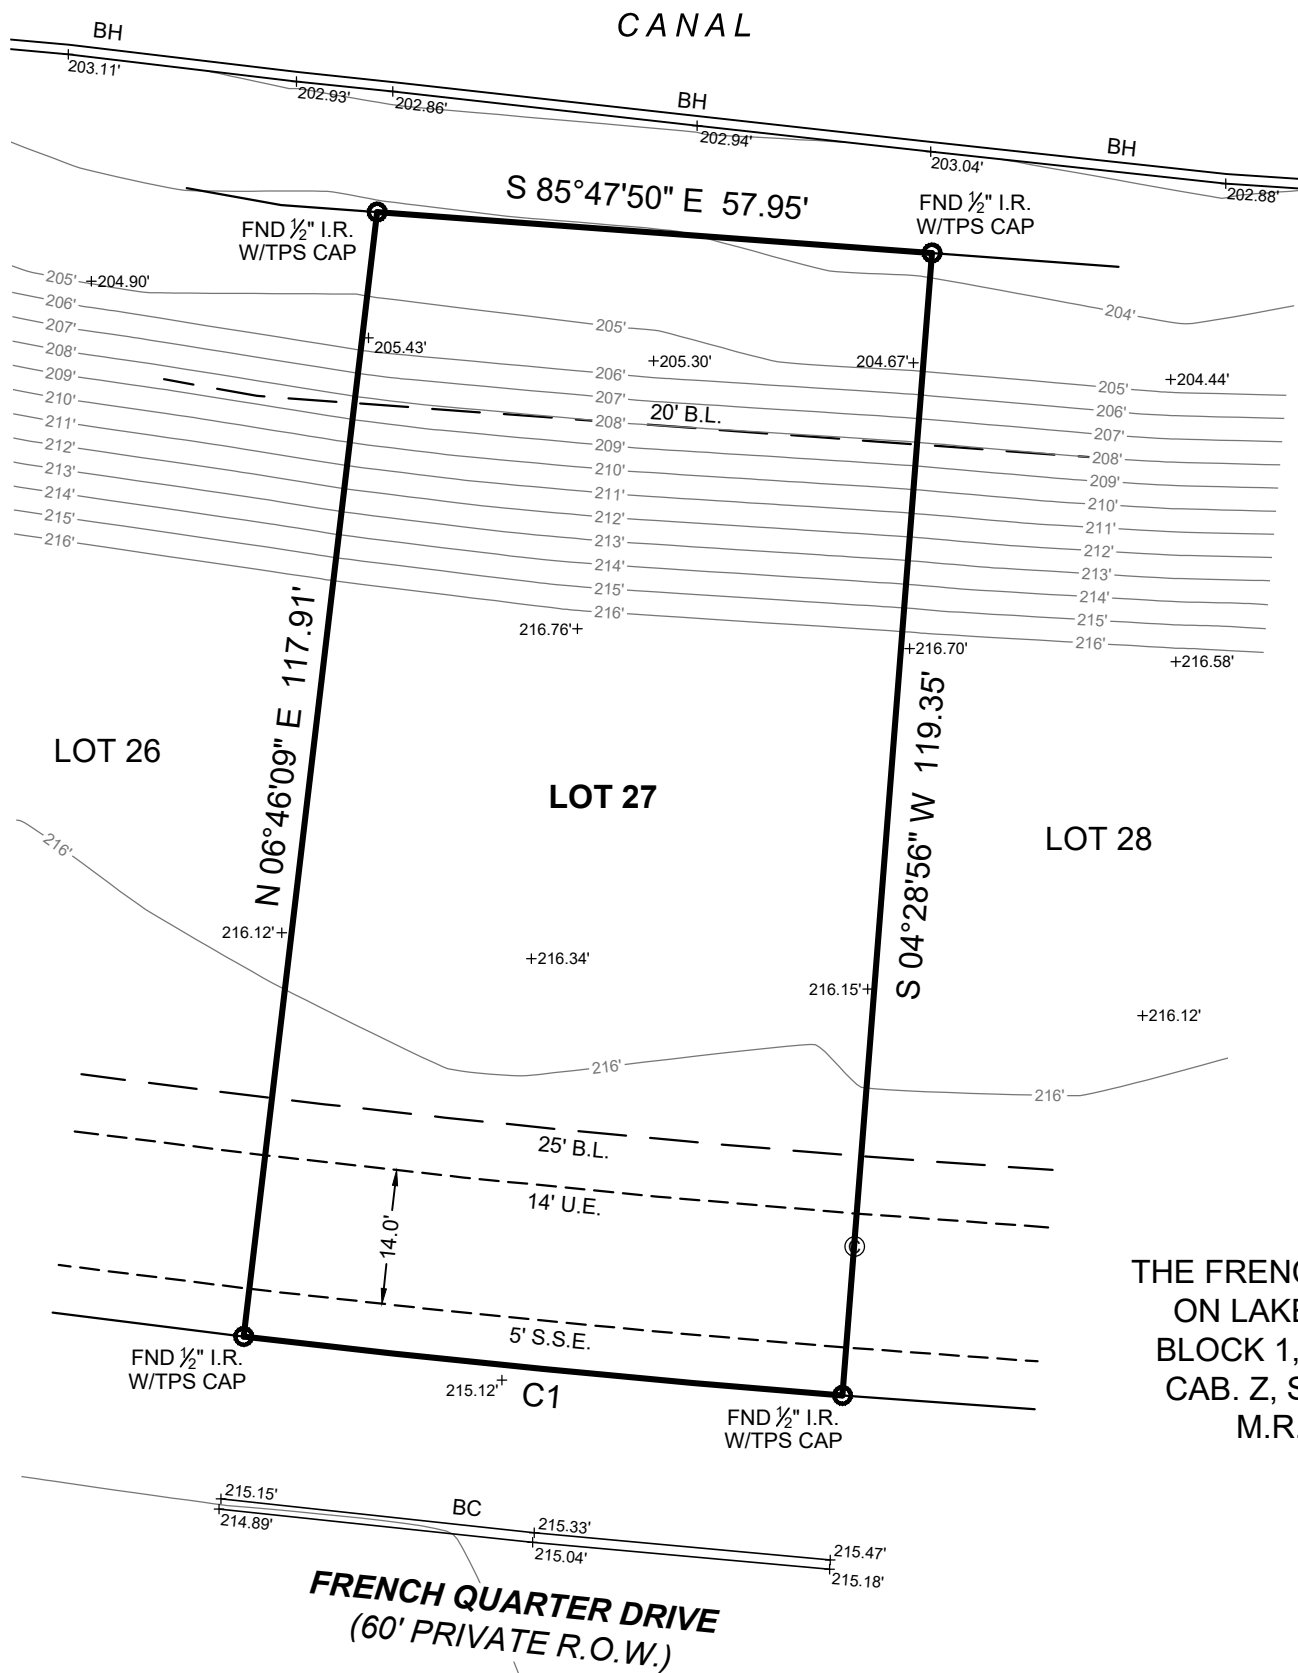 CANAL
BH
203.11'
202.93'
202.86'
BH
202.94'
BH
203.04'
202.88'
S 85°47'50" E 57.95'
FND ½" I.R.
W/TPS CAP
FND ½" I.R.
W/TPS CAP
205'
+204.90'
206'
207'
208'
209'
210'
211'
212'
213'
214'
215'
216'
205.43'
205'
+205.30'
204.67'+
204'
+204.44'
206'
207'
20' B.L.
208'
209'
210'
211'
212'
213'
214'
215'
216'
205'
206'
207'
208'
209'
210'
211'
212'
213'
214'
215'
216'
216.76'+
+216.70'
+216.58'
N 06°46'09" E 117.91'
S 04°28'56" W 119.35'
LOT 26
LOT 27
LOT 28
216'
216.12'+
+216.34'
216.15'+
+216.12'
216'
216'
25' B.L.
14' U.E.
14.0'
©
5' S.S.E.
FND ½" I.R.
W/TPS CAP
215.12'+
C1
FND ½" I.R.
W/TPS CAP
THE FRENC
ON LAKE
BLOCK 1,
CAB. Z, S
M.R.
215.15'
214.89'
BC
215.33'
215.04'
215.47'
215.18'
FRENCH QUARTER DRIVE
(60' PRIVATE R.O.W.)